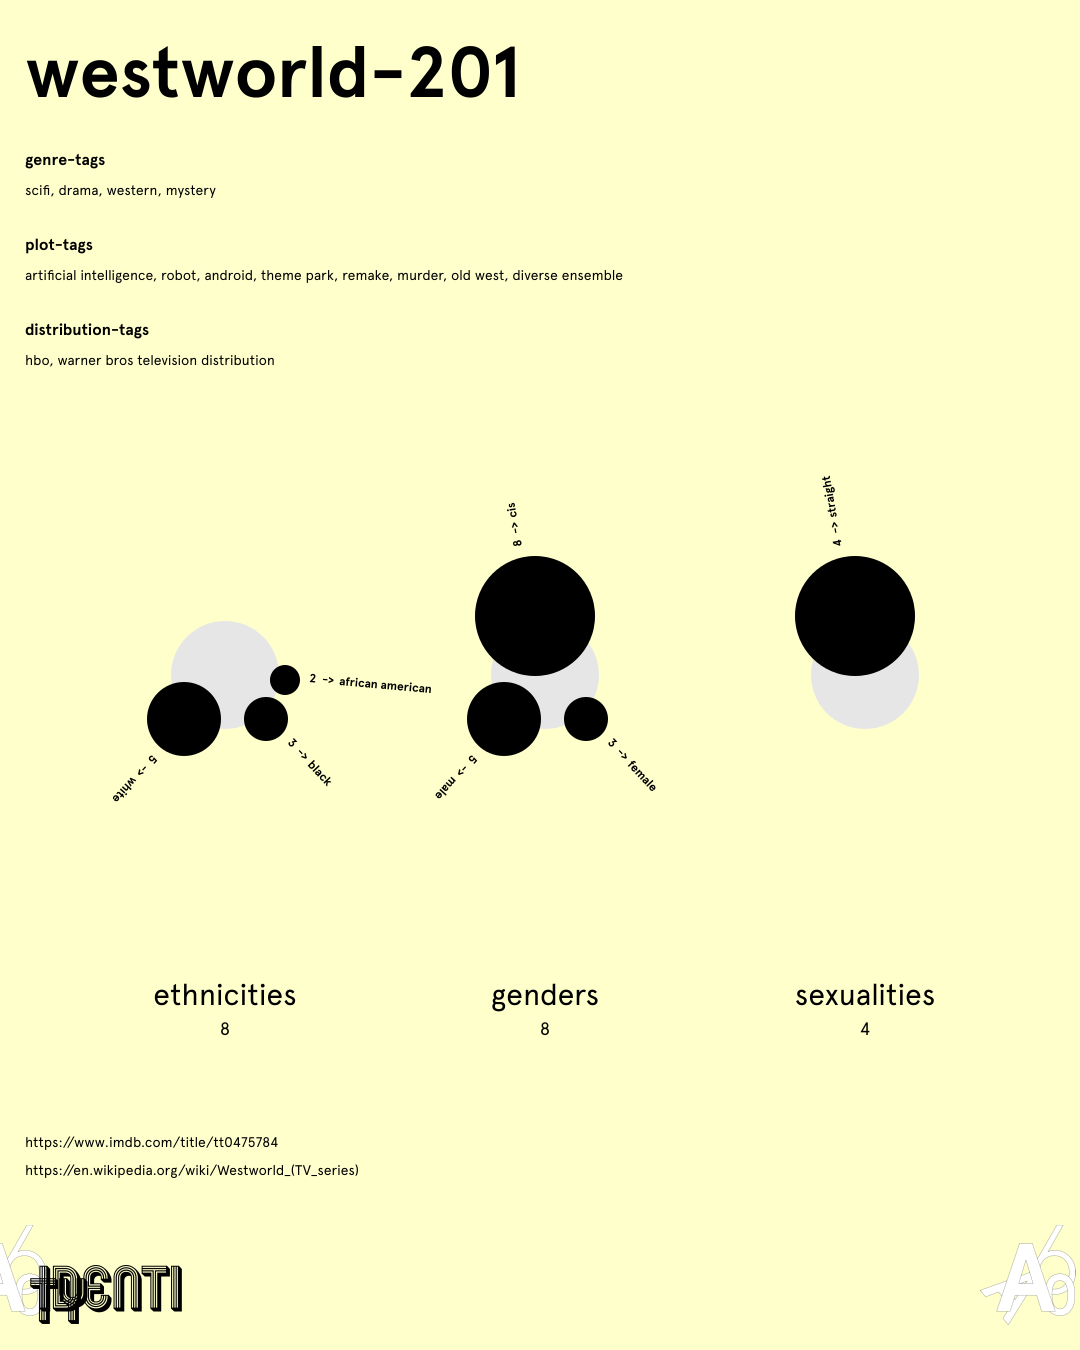 westworld-201
genre-tags
scifi, drama, western, mystery
plot-tags
artificial intelligence, robot, android, theme park, remake, murder, old west, diverse ensemble
distribution-tags
hbo, warner bros television distribution
2 -> african american
3 -> black
5 -> white
8 -> cis
3 -> female
5 -> male
4 -> straight
ethnicities
8
genders
8
sexualities
4
https://www.imdb.com/title/tt0475784
https://en.wikipedia.org/wiki/Westworld_(TV_series)
IDENTI
TY